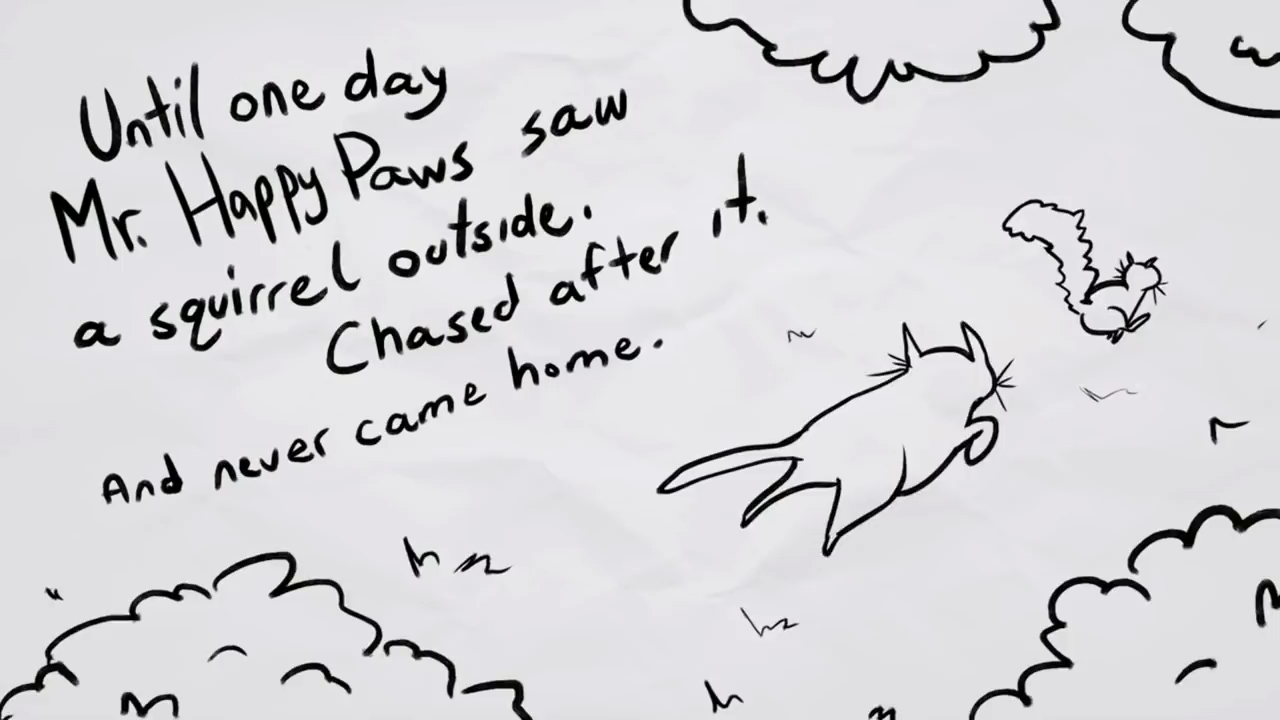 Until one day
Mr. Happy Paws saw
a squirrel outside.
Chased after it.
And never came home.